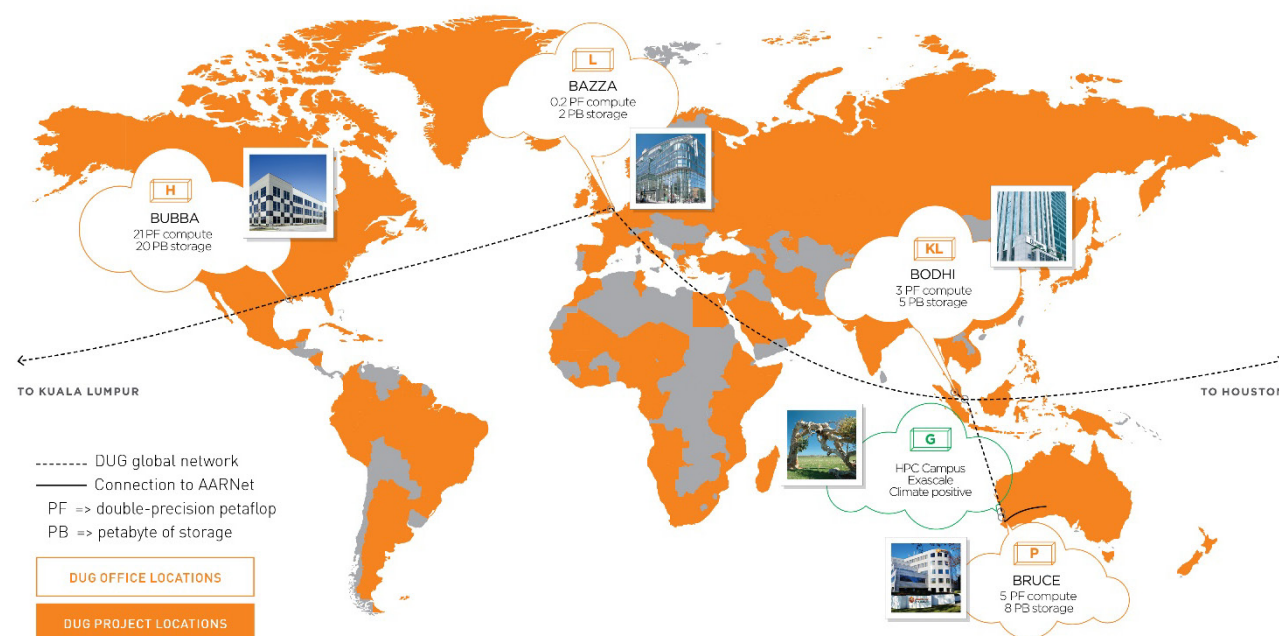 L
BAZZA
0.2 PF compute
2 PB storage
H
BUBBA
21 PF compute
20 PB storage
KL
BODHI
3 PF compute
5 PB storage
TO KUALA LUMPUR
TO HOUSTON
G
HPC Campus
Exascale
Climate positive
DUG global network
Connection to AARNet
PF => double-precision petaflop
PB => petabyte of storage
P
BRUCE
5 PF compute
8 PB storage
DUG OFFICE LOCATIONS
DUG PROJECT LOCATIONS